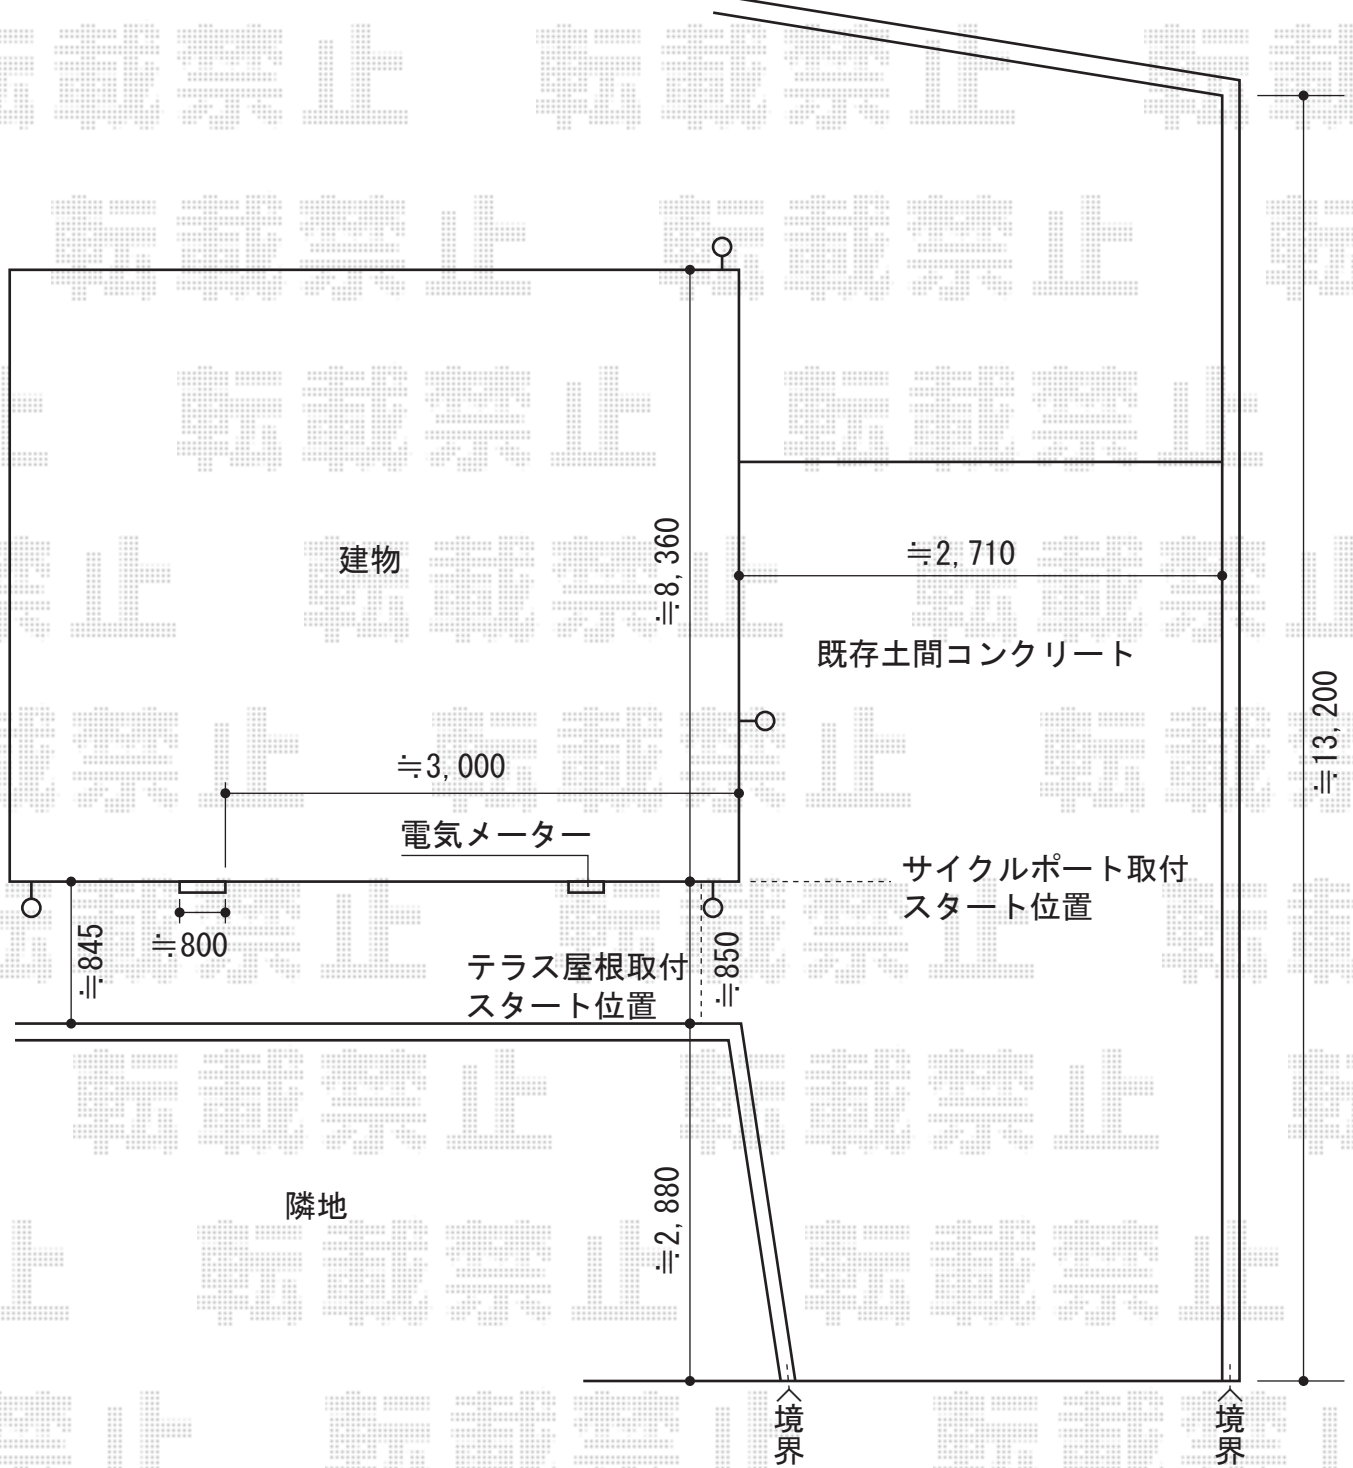 建物
≒8,360
≒2,710
既存土間コンクリート
≒13,200
≒3,000
電気メーター
サイクルポート取付
スタート位置
≒845
≒800
テラス屋根取付
スタート位置
≒850
隣地
≒2,880
境界
境界
転載禁止